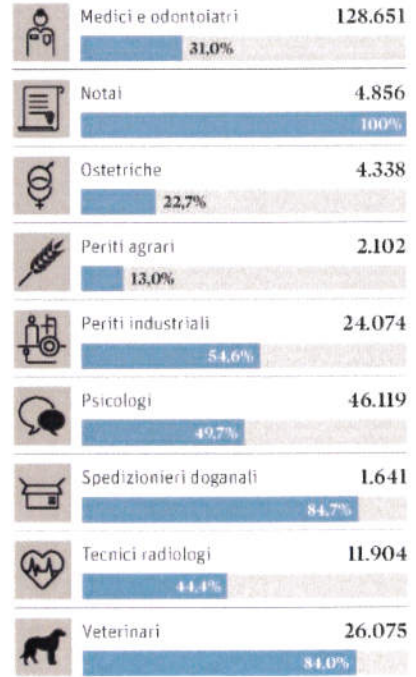 Medici e odontoiatri 128.651
31,0%
Notai 4.856
100%
Ostetriche 4.338
22,7%
Periti agrari 2.102
13,0%
Periti industriali 24.074
54,6%
Psicologi 46.119
49,7%
Spedizionieri doganali 1.641
84,7%
Tecnici radiologi 11.904
44,4%
Veterinari 26.075
84,0%